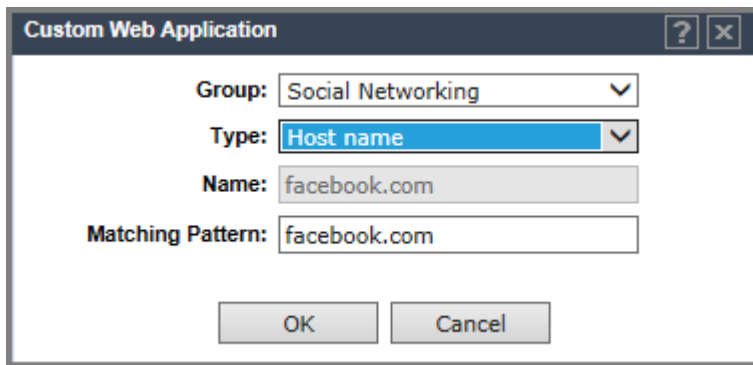 Custom Web Application ? X
Group: Social Networking
Type: Host name
Name: facebook.com
Matching Pattern: facebook.com
OK Cancel